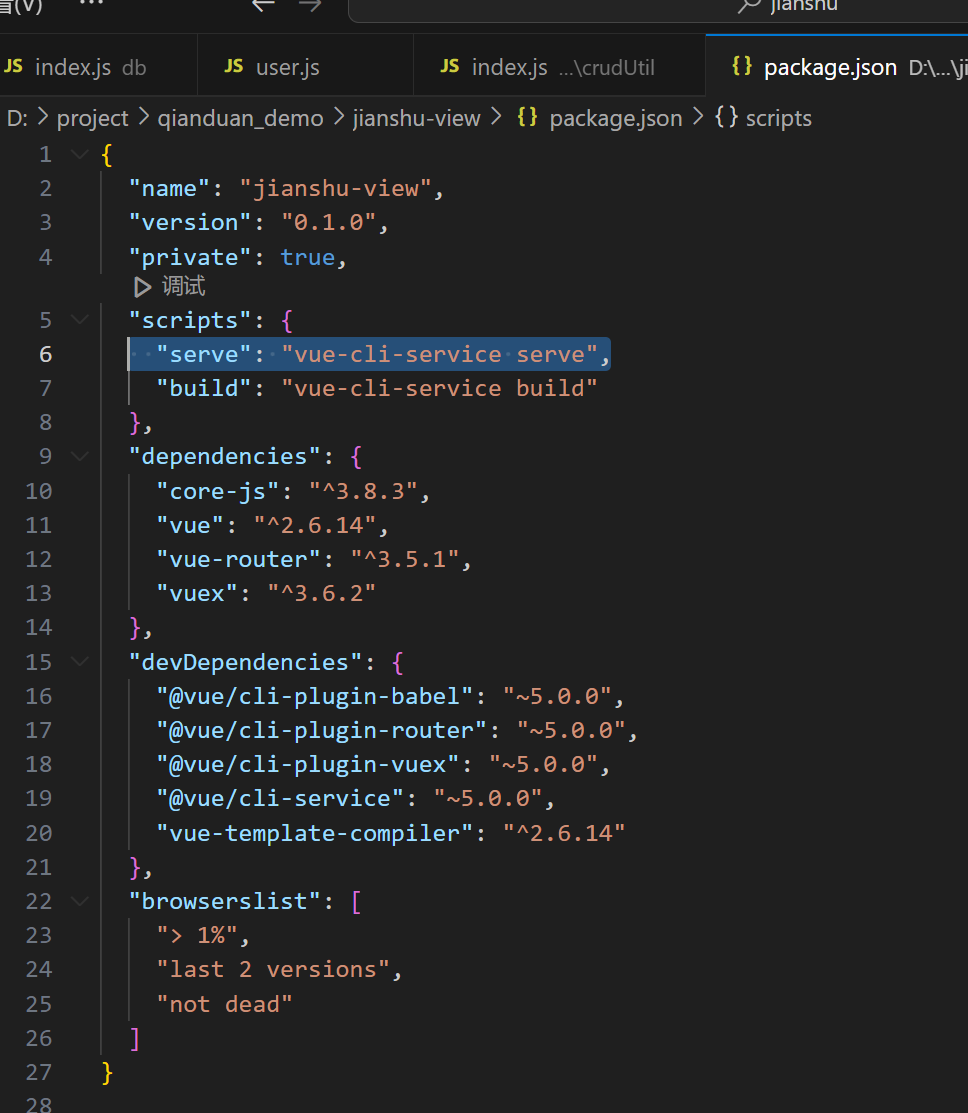 (V) ···
jianshu
JS index.js db JS user.js JS index.js ...\crudUtil {} package.json D:\...\ji
D: > project > qianduan_demo > jianshu-view > {} package.json > {} scripts
1 {
2 "name": "jianshu-view",
3 "version": "0.1.0",
4 "private": true,
调试
5 "scripts": {
6 "serve": "vue-cli-service serve",
7 "build": "vue-cli-service build"
8 },
9 "dependencies": {
10 "core-js": "^3.8.3",
11 "vue": "^2.6.14",
12 "vue-router": "^3.5.1",
13 "vuex": "^3.6.2"
14 },
15 "devDependencies": {
16 "@vue/cli-plugin-babel": "~5.0.0",
17 "@vue/cli-plugin-router": "~5.0.0",
18 "@vue/cli-plugin-vuex": "~5.0.0",
19 "@vue/cli-service": "~5.0.0",
20 "vue-template-compiler": "^2.6.14"
21 },
22 "browserslist": [
23 "> 1%",
24 "last 2 versions",
25 "not dead"
26 ]
27 }
28